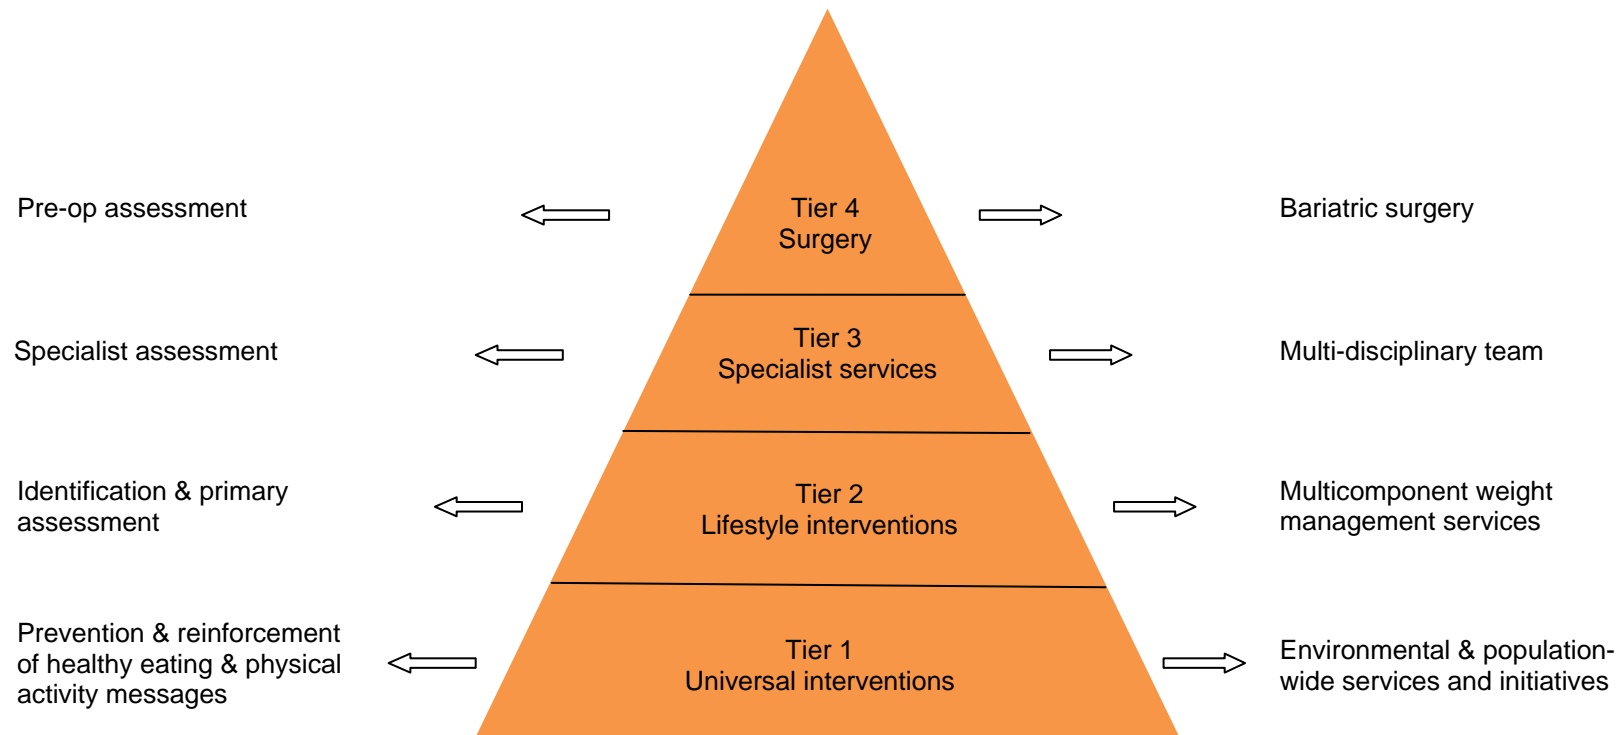 Pre-op assessment
Tier 4
Surgery
Bariatric surgery
Specialist assessment
Tier 3
Specialist services
Multi-disciplinary team
Identification & primary
assessment
Tier 2
Lifestyle interventions
Multicomponent weight
management services
Prevention & reinforcement
of healthy eating & physical
activity messages
Tier 1
Universal interventions
Environmental & population-
wide services and initiatives